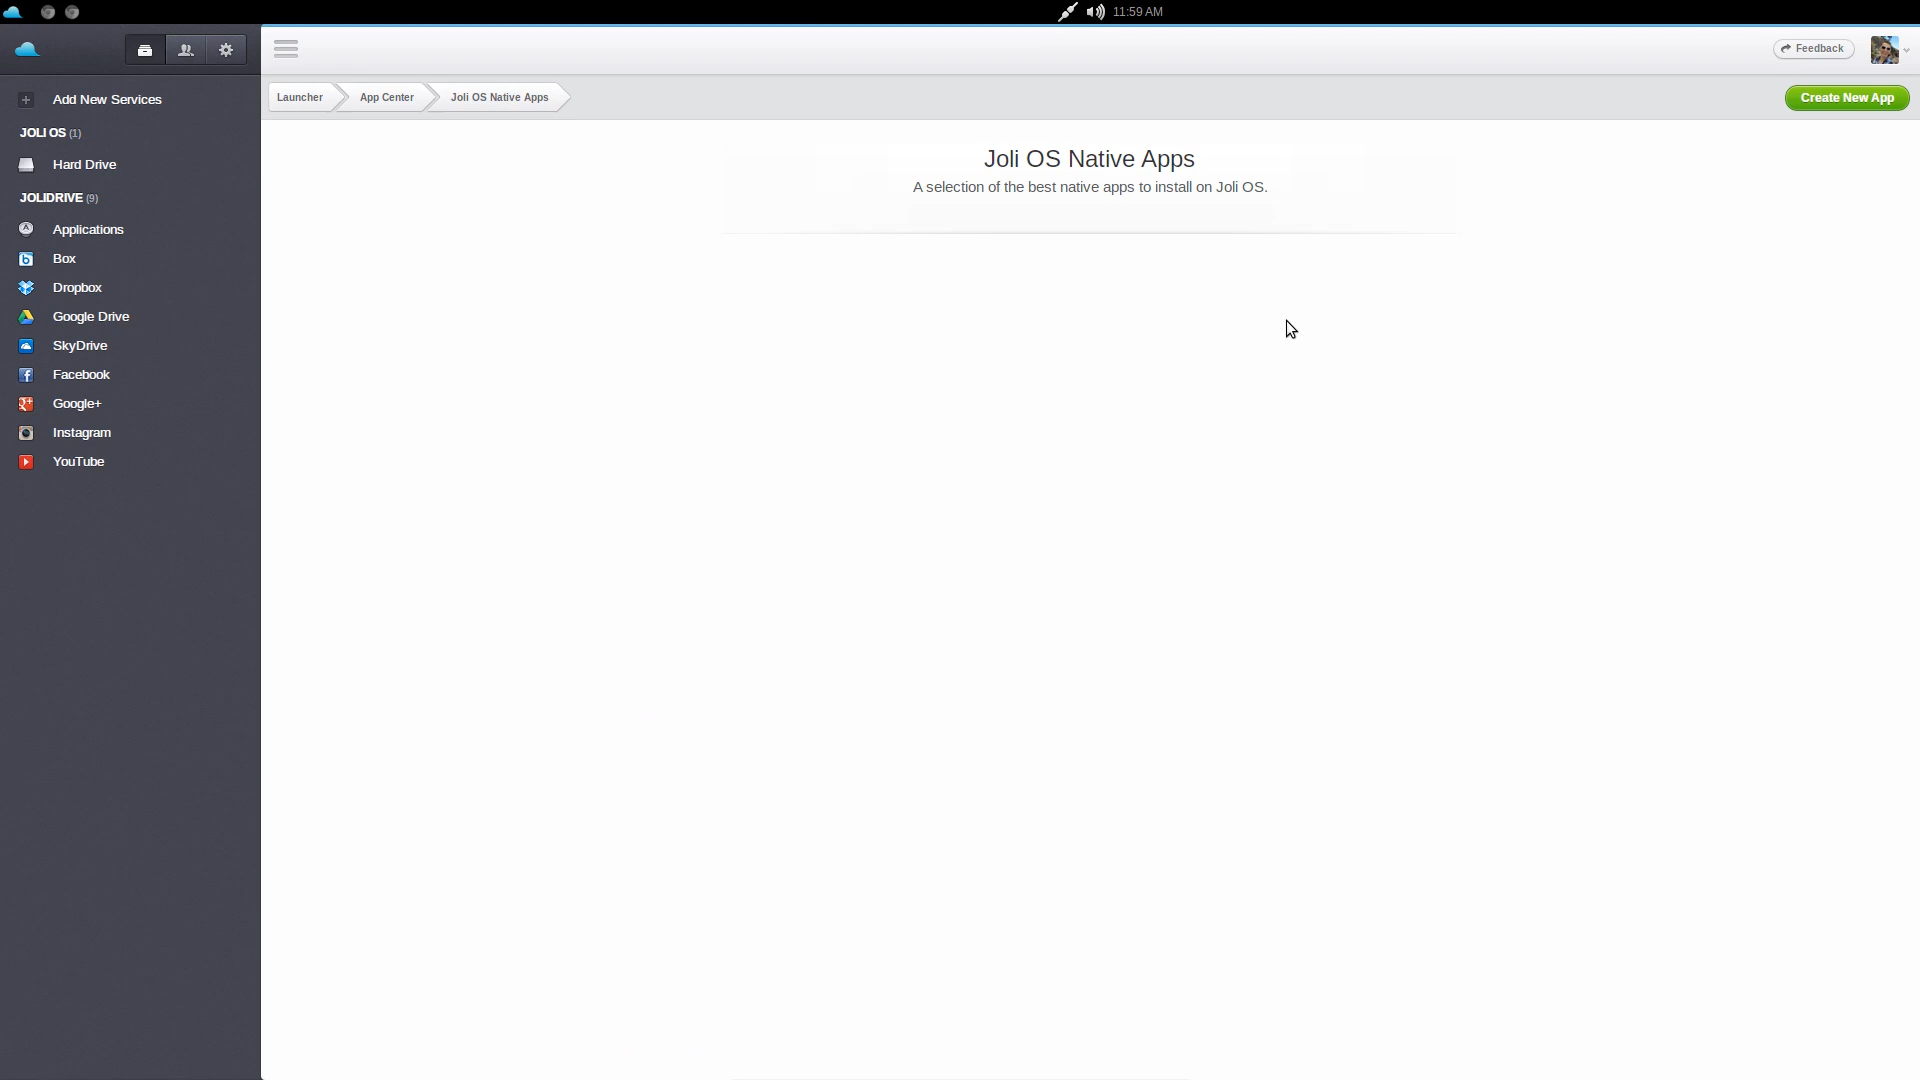 11:59 AM
Feedback
Add New Services
JOLI OS (1)
Hard Drive
JOLIDRIVE (9)
Applications
Box
Dropbox
Google Drive
SkyDrive
Facebook
Google+
Instagram
YouTube
Launcher
App Center
Joli OS Native Apps
Create New App
Joli OS Native Apps
A selection of the best native apps to install on Joli OS.